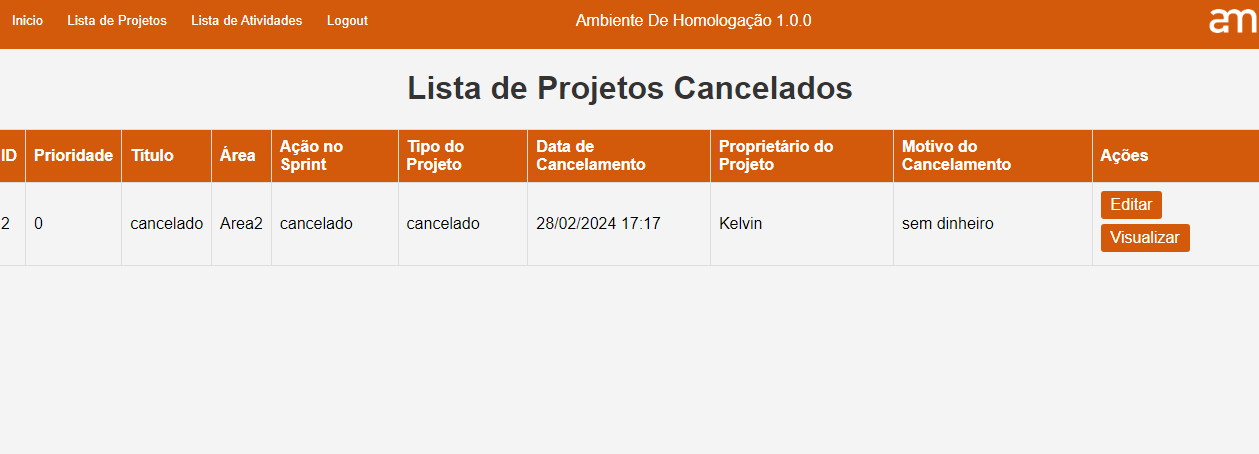 Inicio Lista de Projetos Lista de Atividades Logout Ambiente De Homologação 1.0.0 am
Lista de Projetos Cancelados
ID Prioridade Título Área Ação no Sprint Tipo do Projeto Data de Cancelamento Proprietário do Projeto Motivo do Cancelamento Ações
2 0 cancelado Area2 cancelado cancelado 28/02/2024 17:17 Kelvin sem dinheiro Editar
Visualizar